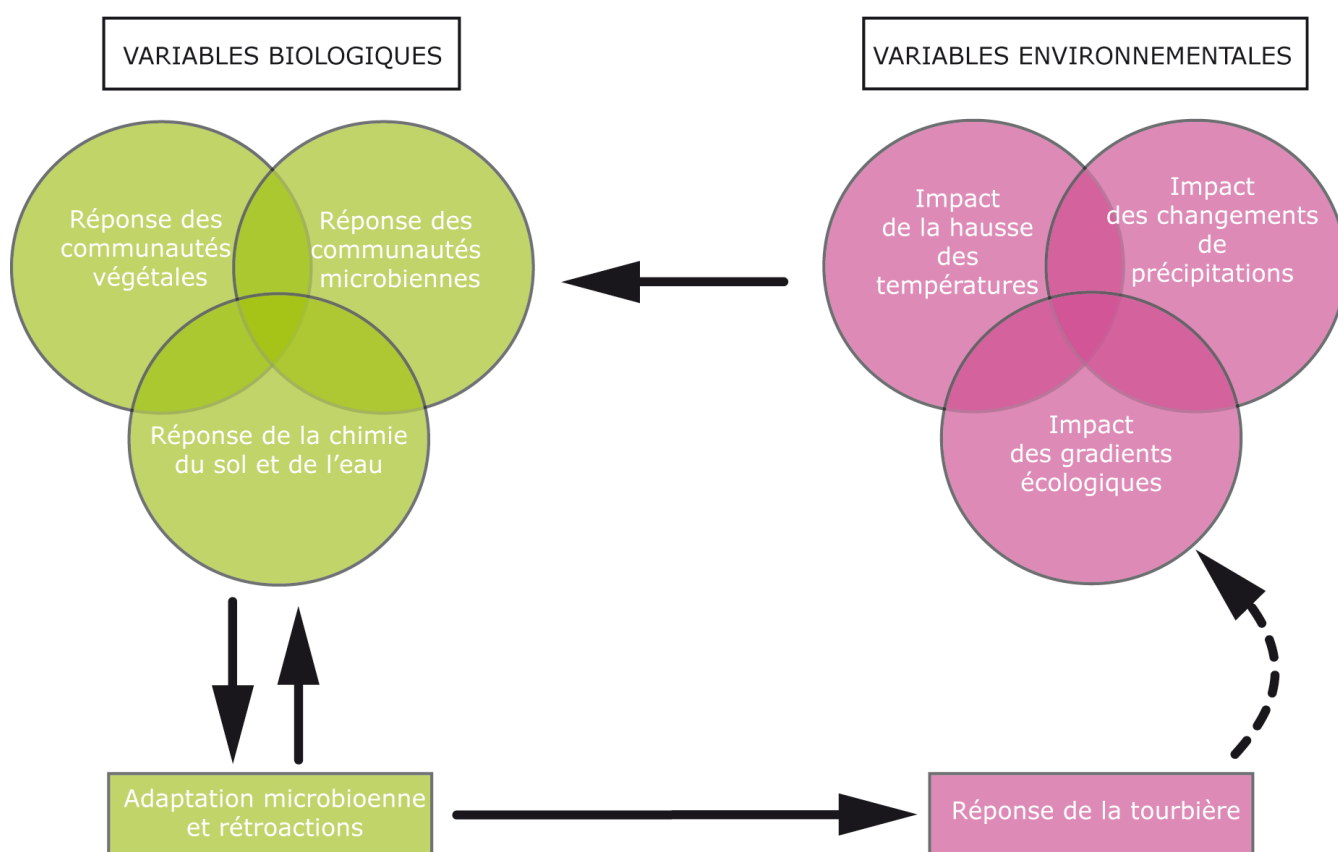 VARIABLES BIOLOGIQUES
VARIABLES ENVIRONNEMENTALES
Réponse des
communautés
végétales
Réponse des
communautés
microbiennes
Réponse de la chimie
du sol et de l'eau
Impact
de la hausse
des
températures
Impact
des changements
de
précipitations
Impact
des gradients
écologiques
Adaptation microbioenne
et rétroactions
Réponse de la tourbière